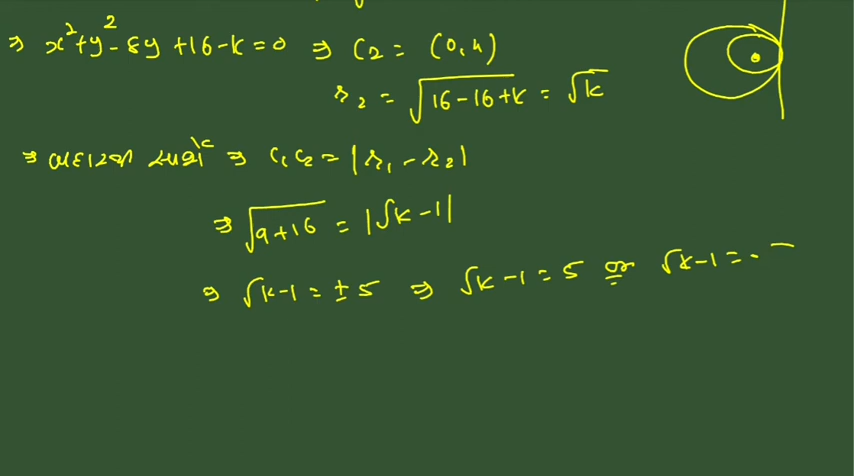 ⇒ x²+y²-8y+16-k=0 ⇒ C₂ = (0,4)
r₂ = √(16-16+k) = √k
⇒ ⇒ C₁C₂ = |r₁-r₂|
⇒ √(9+16) = |√k-1|
⇒ √k-1 = ±5 ⇒ √k-1=5 or √k-1=-